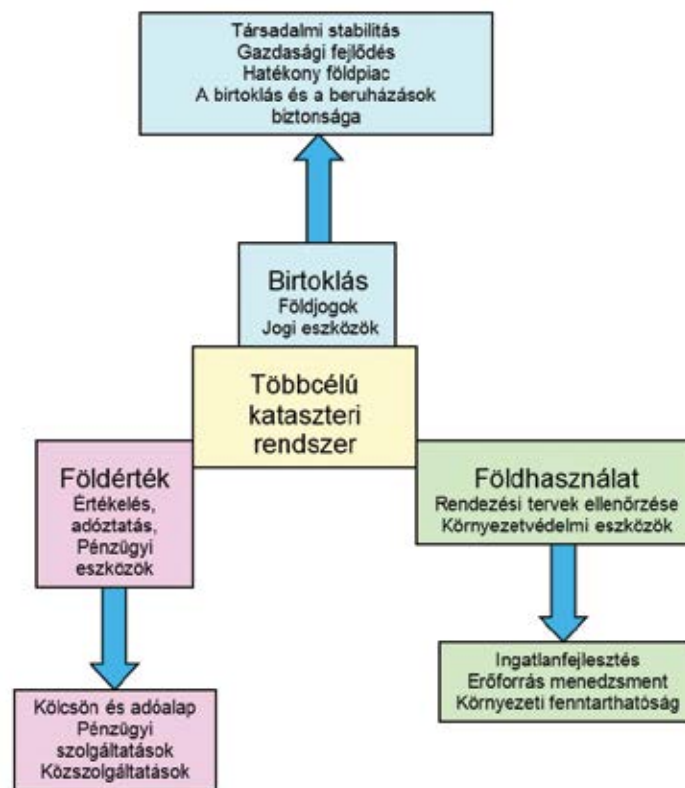 Társadalmi stabilitás
Gazdasági fejlődés
Hatékony földpiac
A birtoklás és a beruházások
biztonsága
Birtoklás
Földjogok
Jogi eszközök
Többcélú
kataszteri
rendszer
Földérték
Értékelés,
adóztatás,
Pénzügyi
eszközök
Földhasználat
Rendezési tervek ellenőrzése
Környezetvédelmi eszközök
Kölcsön és adóalap
Pénzügyi
szolgáltatások
Közszolgáltatások
Ingatlanfejlesztés
Erőforrás menedzsment
Környezeti fenntarthatóság